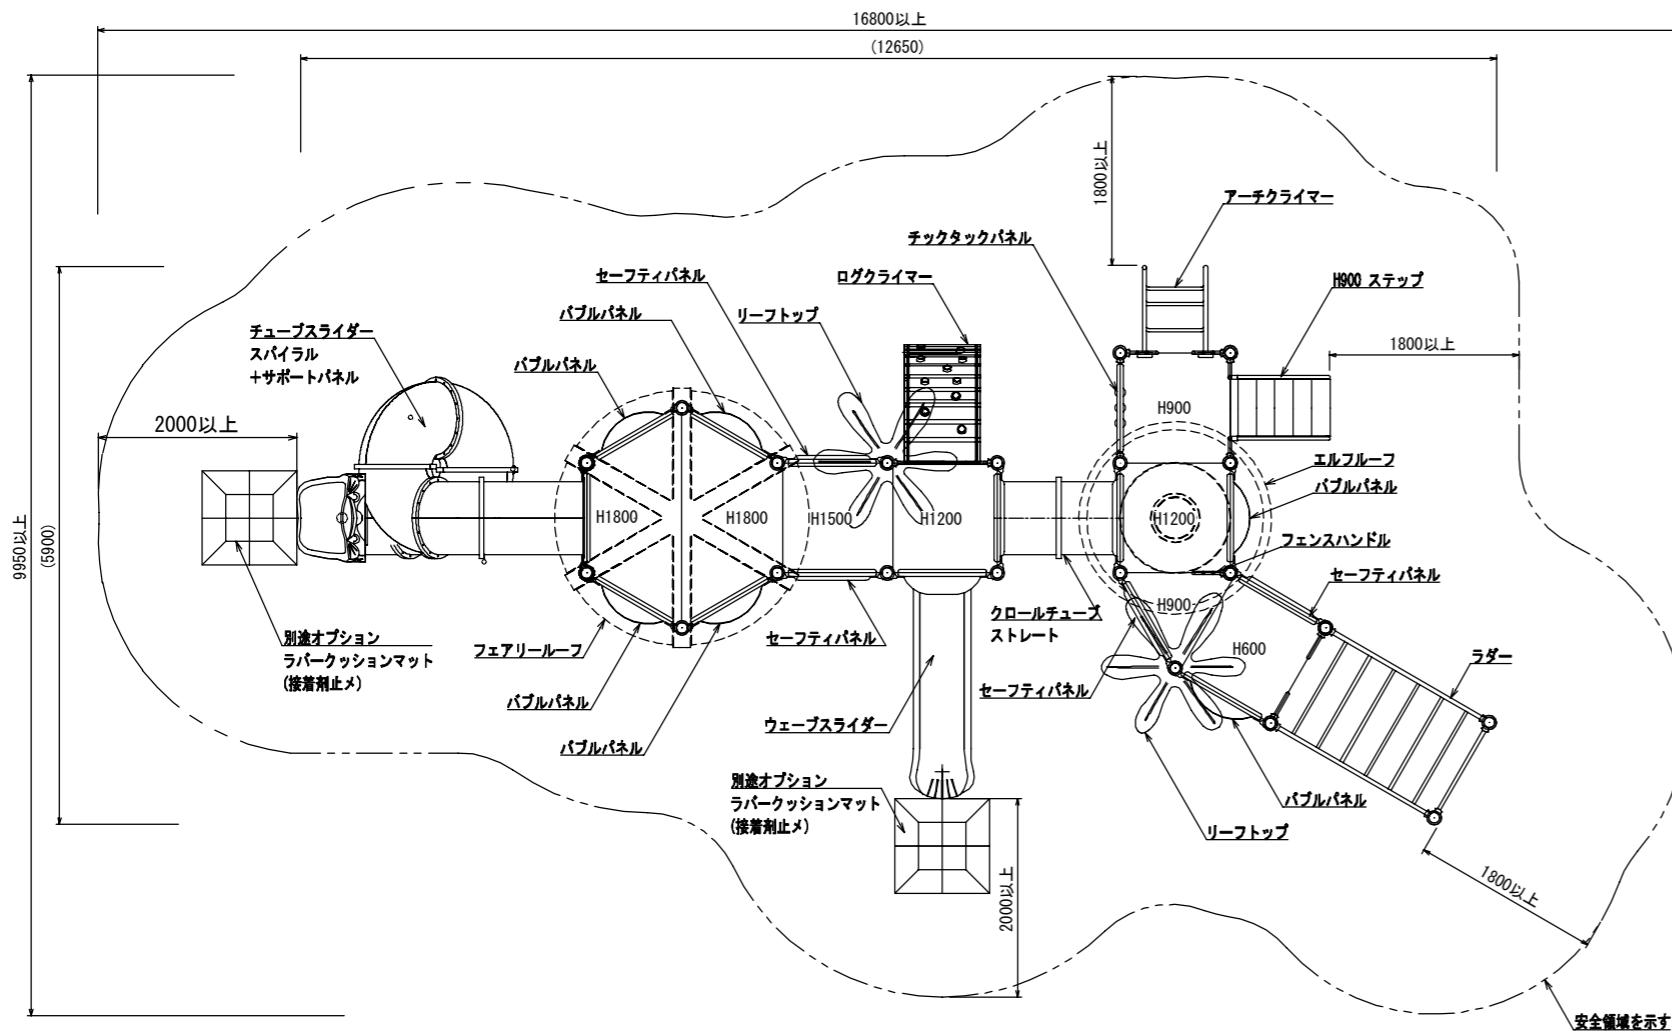 16800以上
(12650)
9950以上
(5900)
1800以上
アーチクライマー
チックタックパネル
セーフティパネル
ログクライマー
H900 ステップ
バブルパネル
リーフトップ
チューブスライダー
スパイラル
+サポートパネル
バブルパネル
1800以上
2000以上
H900
エルフルーフ
バブルパネル
H1800
H1800
H1500
H1200
H1200
フェンスハンドル
セーフティパネル
H900
クロールチューブ
ストレート
別途オプション
ラバークッションマット
(接着剤止メ)
フェアリールーフ
セーフティパネル
H600
ラダー
セーフティパネル
バブルパネル
ウェーブスライダー
バブルパネル
別途オプション
ラバークッションマット
(接着剤止メ)
バブルパネル
リーフトップ
2000以上
1800以上
安全領域を示す